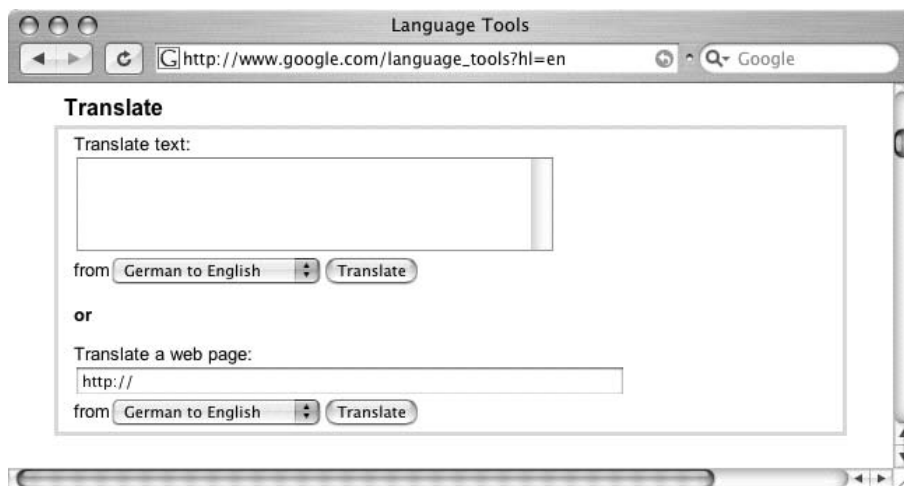 Language Tools
G http://www.google.com/language_tools?hl=en Q Google
Translate
Translate text:
from German to English Translate
or
Translate a web page:
http://
from German to English Translate